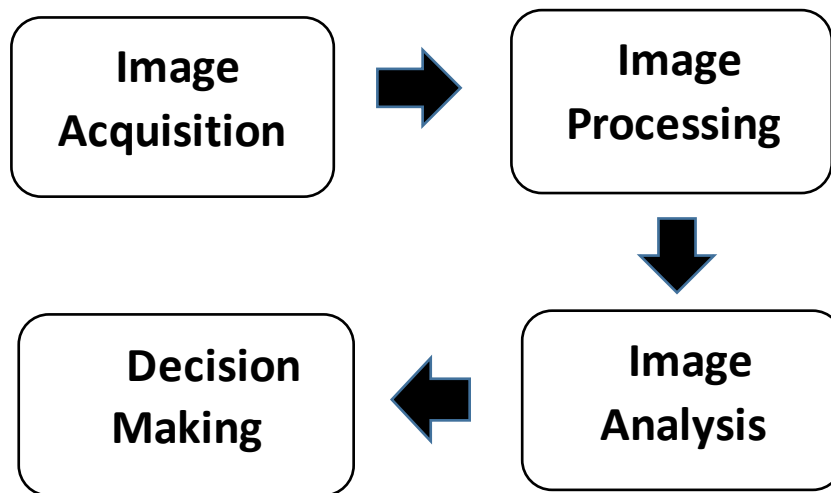 Image
Acquisition
Image
Processing
Image
Analysis
Decision
Making